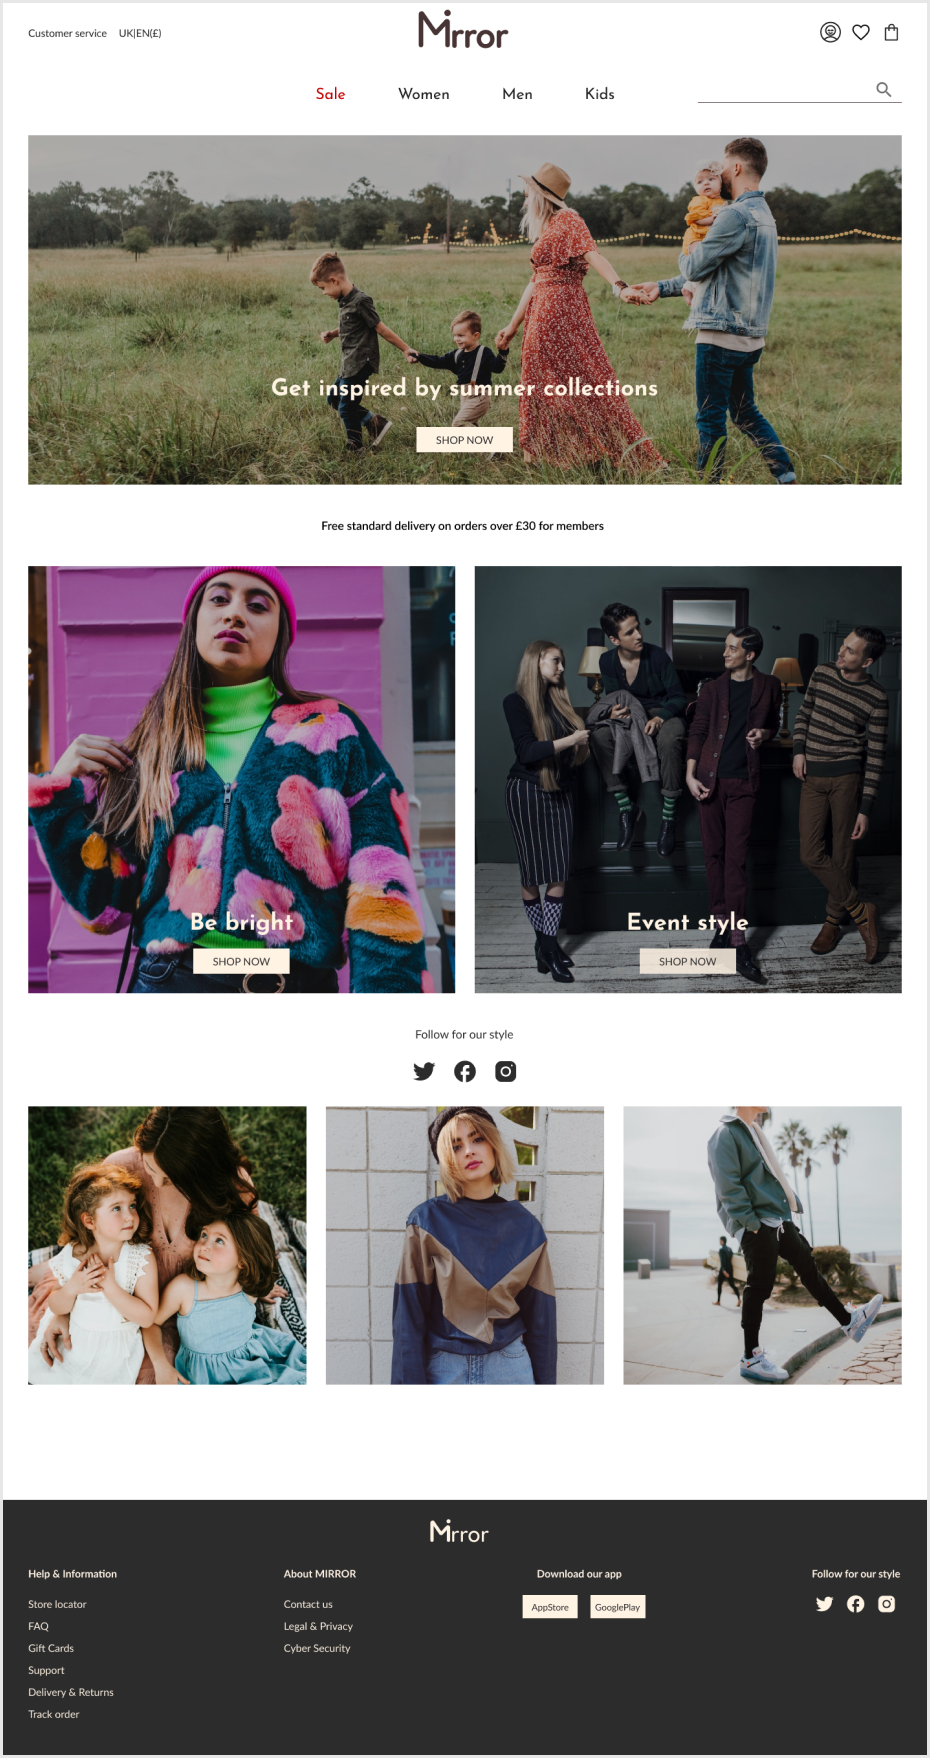 Customer service UK|EN(£)
Mirror
Sale Women Men Kids
Get inspired by summer collections
SHOP NOW
Free standard delivery on orders over £30 for members
Be bright
SHOP NOW
Event style
SHOP NOW
Follow for our style
Mirror
Help & Information
Store locator
FAQ
Gift Cards
Support
Delivery & Returns
Track order
About MIRROR
Contact us
Legal & Privacy
Cyber Security
Download our app
AppStore GooglePlay
Follow for our style